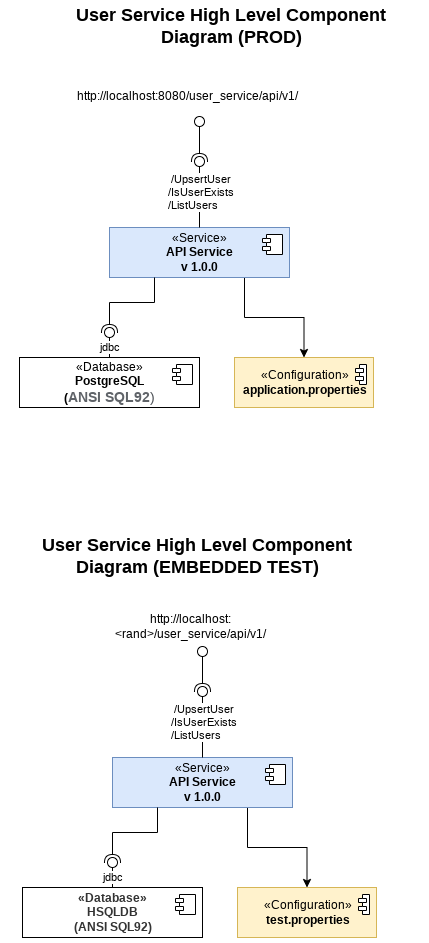 User Service High Level Component
Diagram (PROD)
http://localhost:8080/user_service/api/v1/
/UpsertUser
/IsUserExists
/ListUsers
«Service»
API Service
v 1.0.0
jdbc
«Database»
PostgreSQL
(ANSI SQL92)
«Configuration»
application.properties
User Service High Level Component
Diagram (EMBEDDED TEST)
http://localhost:
<rand>/user_service/api/v1/
/UpsertUser
/IsUserExists
/ListUsers
«Service»
API Service
v 1.0.0
jdbc
«Database»
HSQLDB
(ANSI SQL92)
«Configuration»
test.properties